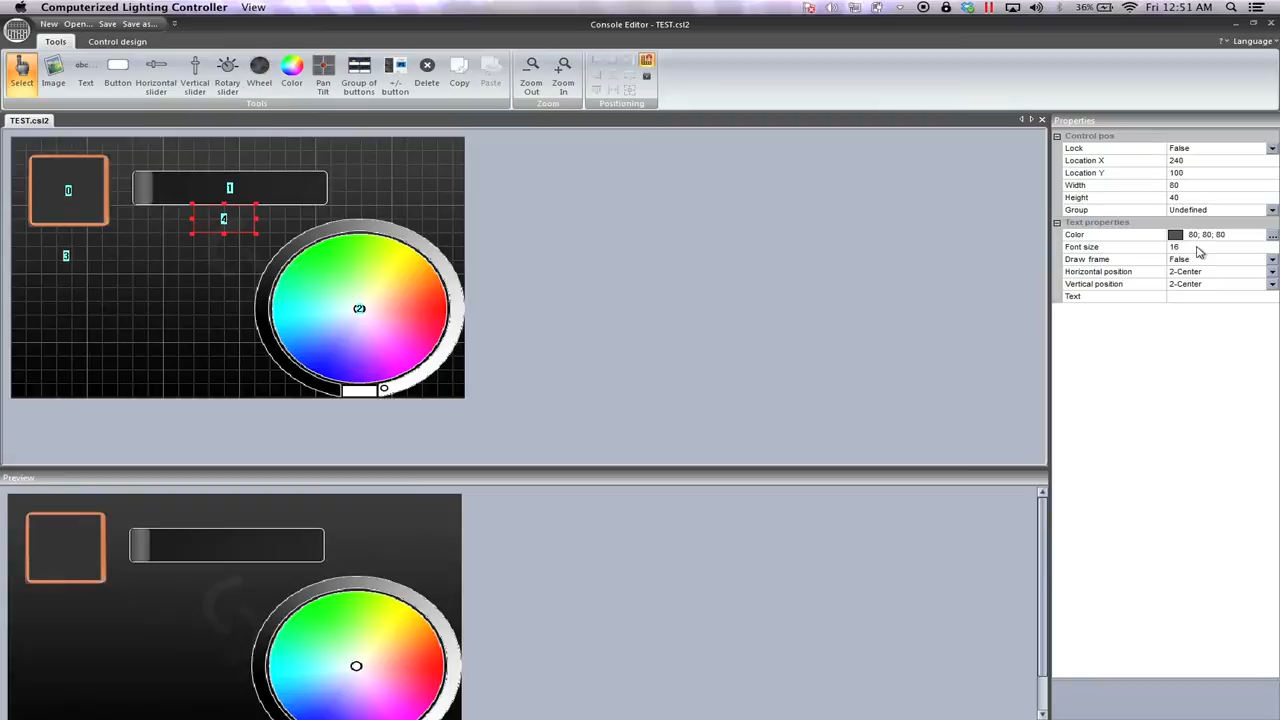 Computerized Lighting Controller View
36% Fri 12:51 AM
New Open... Save Save as...
Console Editor - TEST.csl2
Tools Control design
? Language
Select Image Text Button Horizontal slider Vertical slider Rotary slider Wheel Color Pan Tilt Group of buttons +/- button Delete Copy Paste Zoom Out Zoom In
abc...
Tools Zoom Positioning
TEST.csl2
Properties
Control pos
Lock False
Location X 240
Location Y 100
Width 80
Height 40
Group Undefined
Text properties
Color 80; 80; 80 ...
Font size 16
Draw frame False
Horizontal position 2-Center
Vertical position 2-Center
Text
0
1
4
3
2
Preview